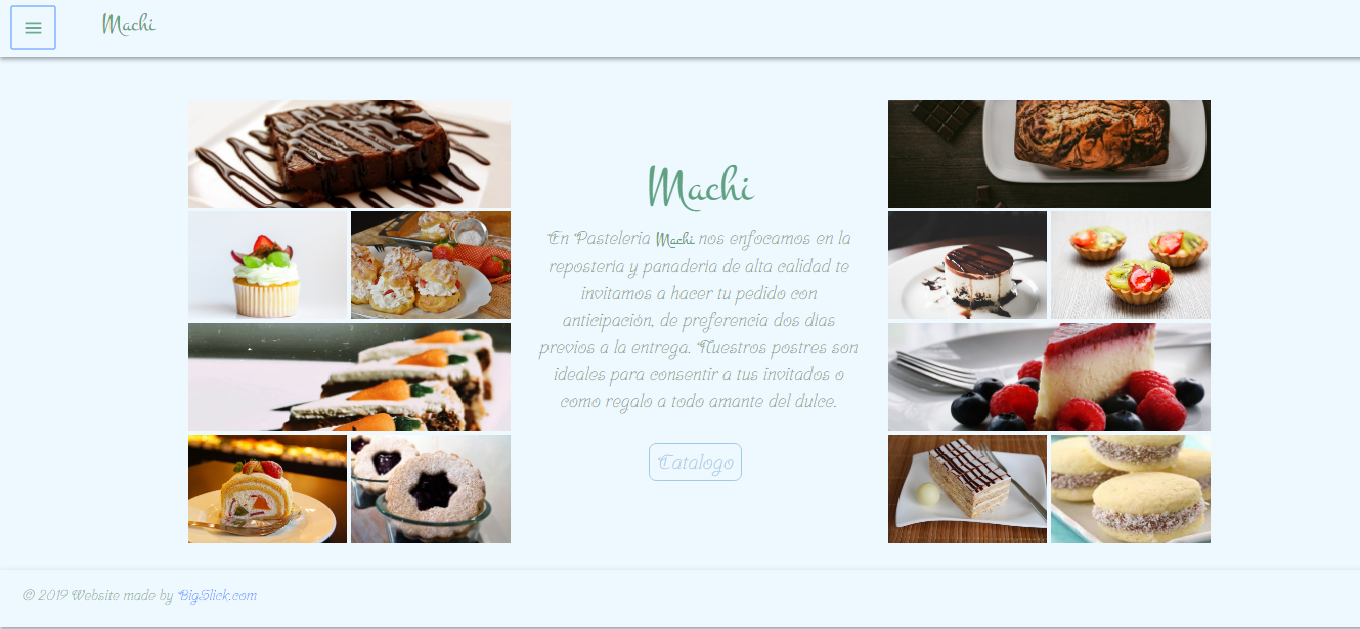 Machi
Machi
En Pasteleria Machi nos enfocamos en la
reposteria y panaderia de alta calidad te
invitamos a hacer tu pedido con
anticipación, de preferencia dos días
previos a la entrega. Nuestros postres son
ideales para consentir a tus invitados o
como regalo a todo amante del dulce.
Catalogo
© 2019 Website made by BigSlick.com